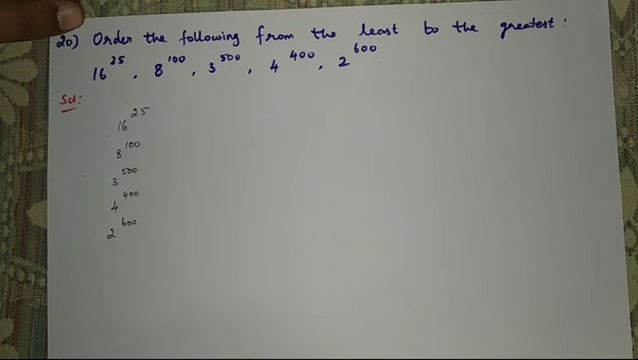 20) Order the following from the least to the greatest :
16^25 , 8^100 , 3^500 , 4^400 , 2^600
Sol:
16^25
8^100
3^500
4^400
2^600